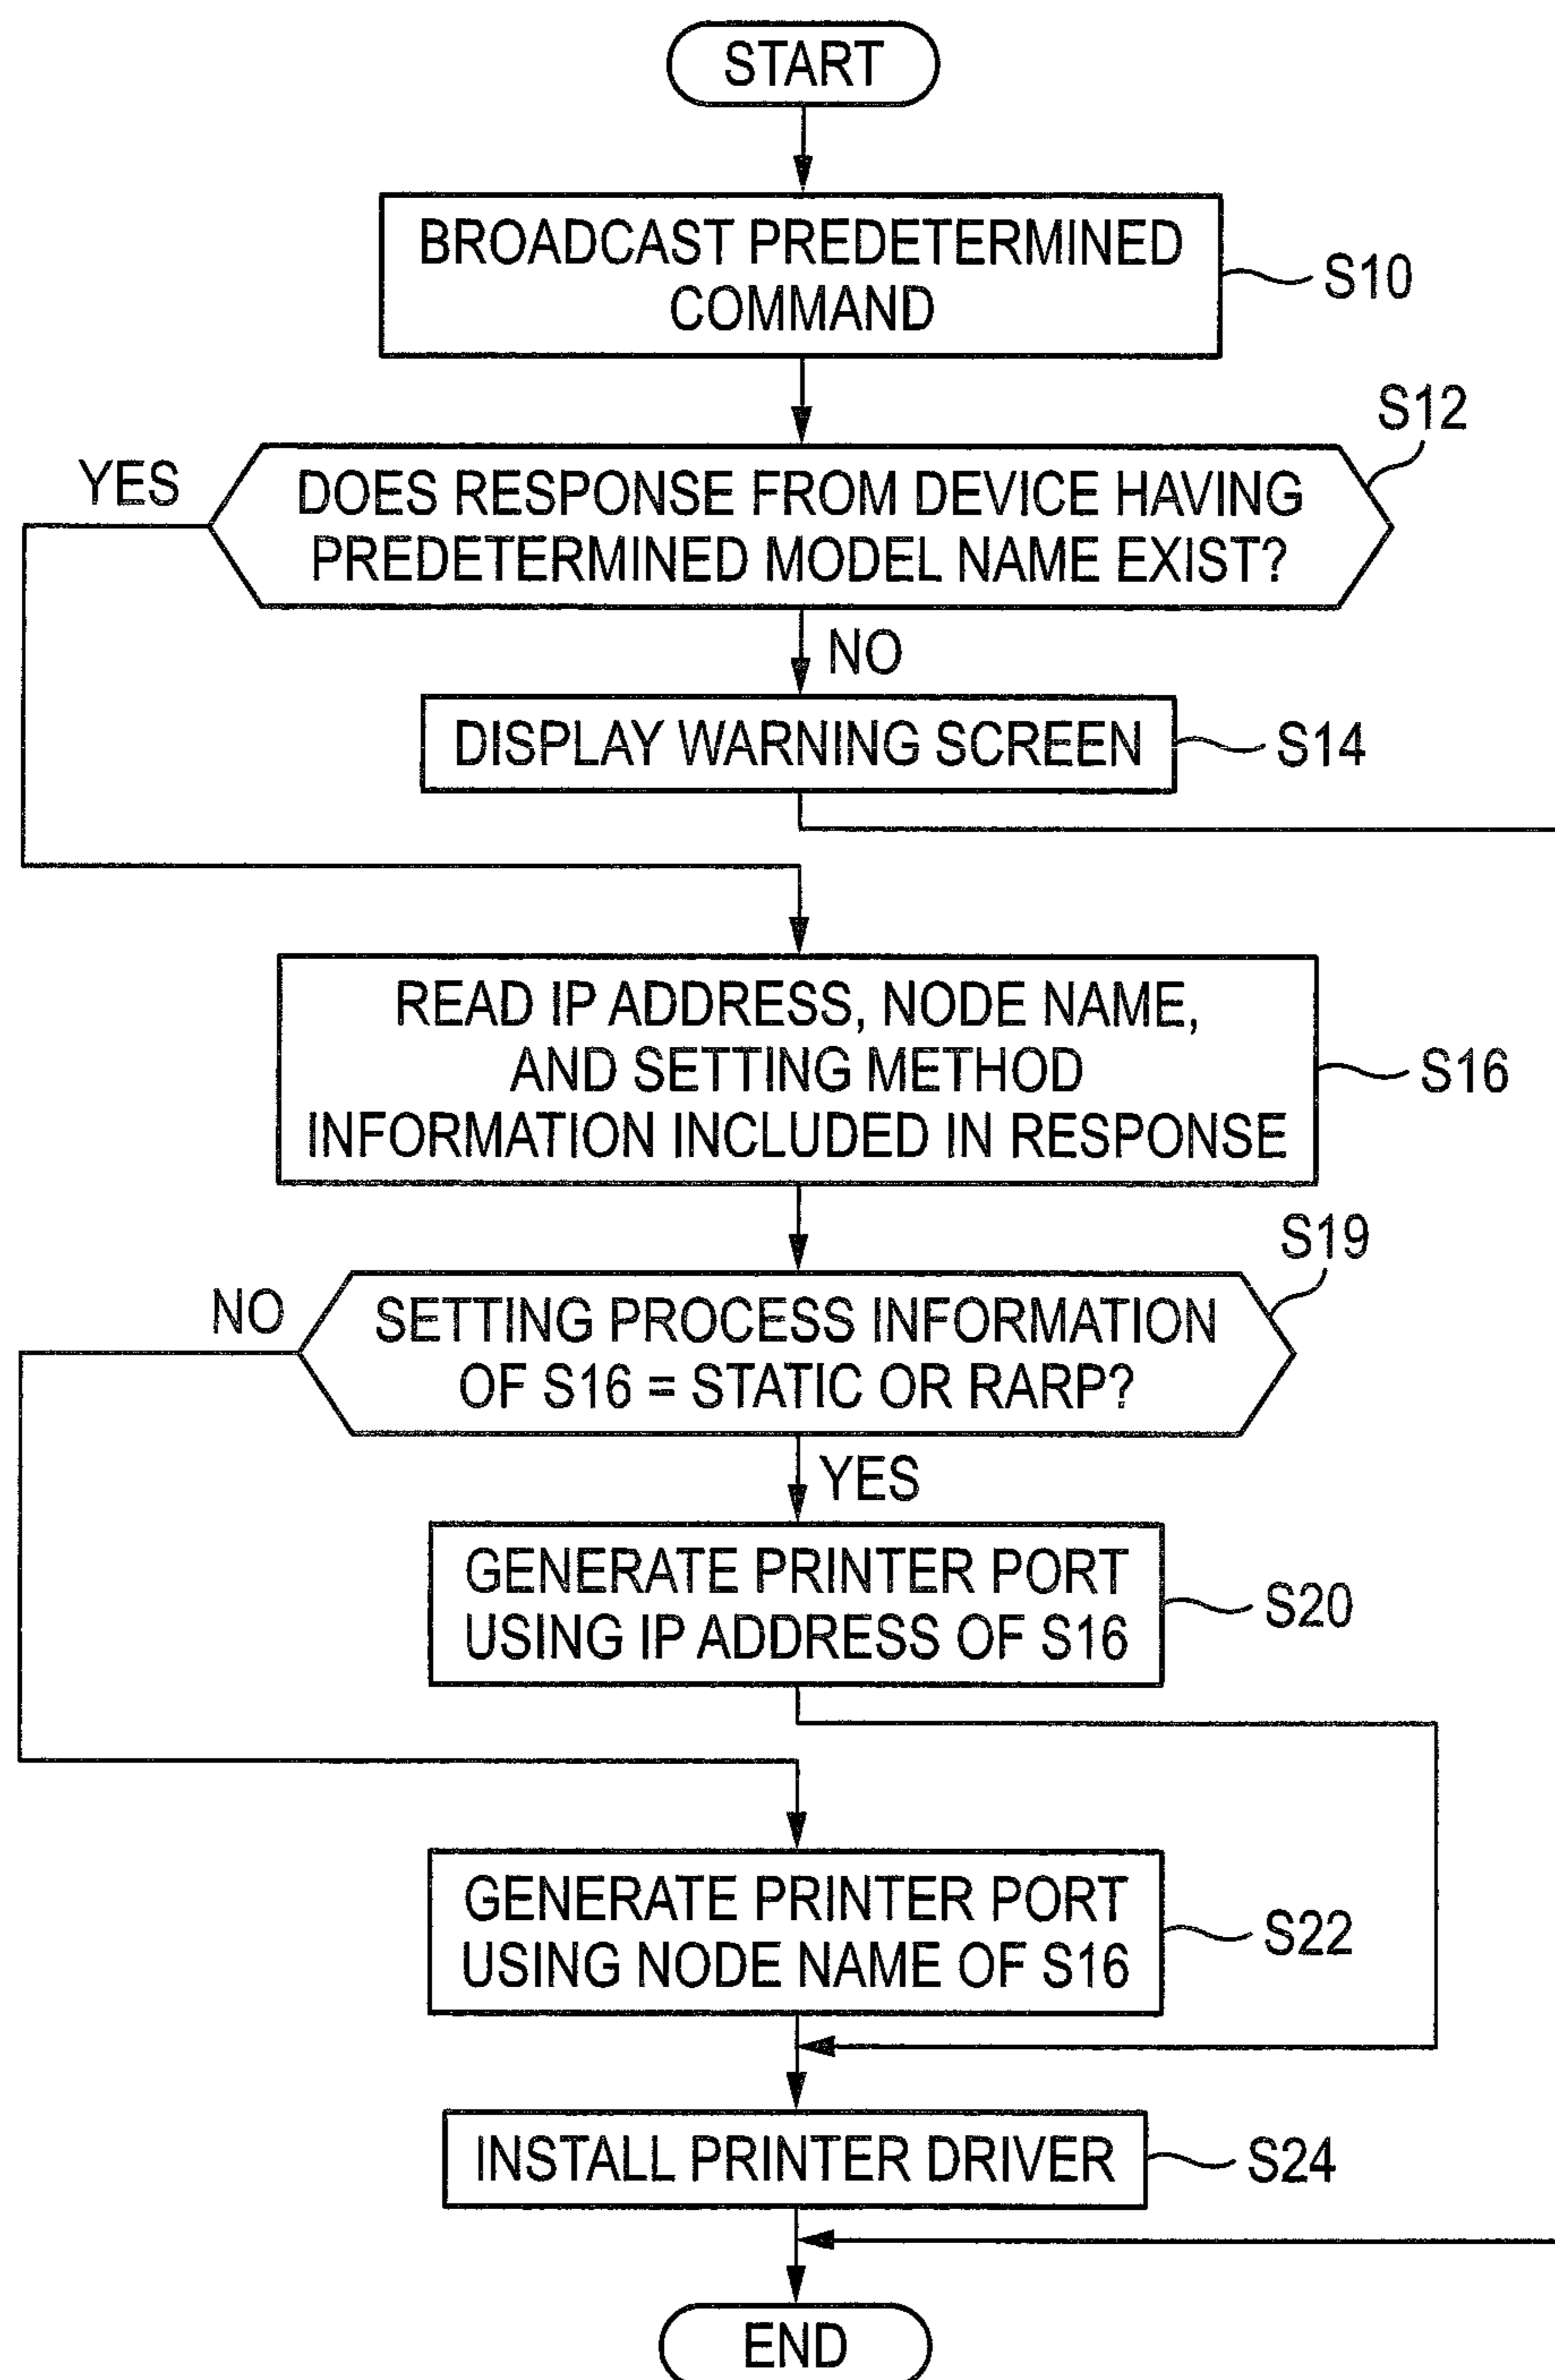 START
BROADCAST PREDETERMINED
COMMAND
S10
S12
YES
DOES RESPONSE FROM DEVICE HAVING
PREDETERMINED MODEL NAME EXIST?
NO
DISPLAY WARNING SCREEN
S14
READ IP ADDRESS, NODE NAME,
AND SETTING METHOD
INFORMATION INCLUDED IN RESPONSE
S16
S19
NO
SETTING PROCESS INFORMATION
OF S16 = STATIC OR RARP?
YES
GENERATE PRINTER PORT
USING IP ADDRESS OF S16
S20
GENERATE PRINTER PORT
USING NODE NAME OF S16
S22
INSTALL PRINTER DRIVER
S24
END